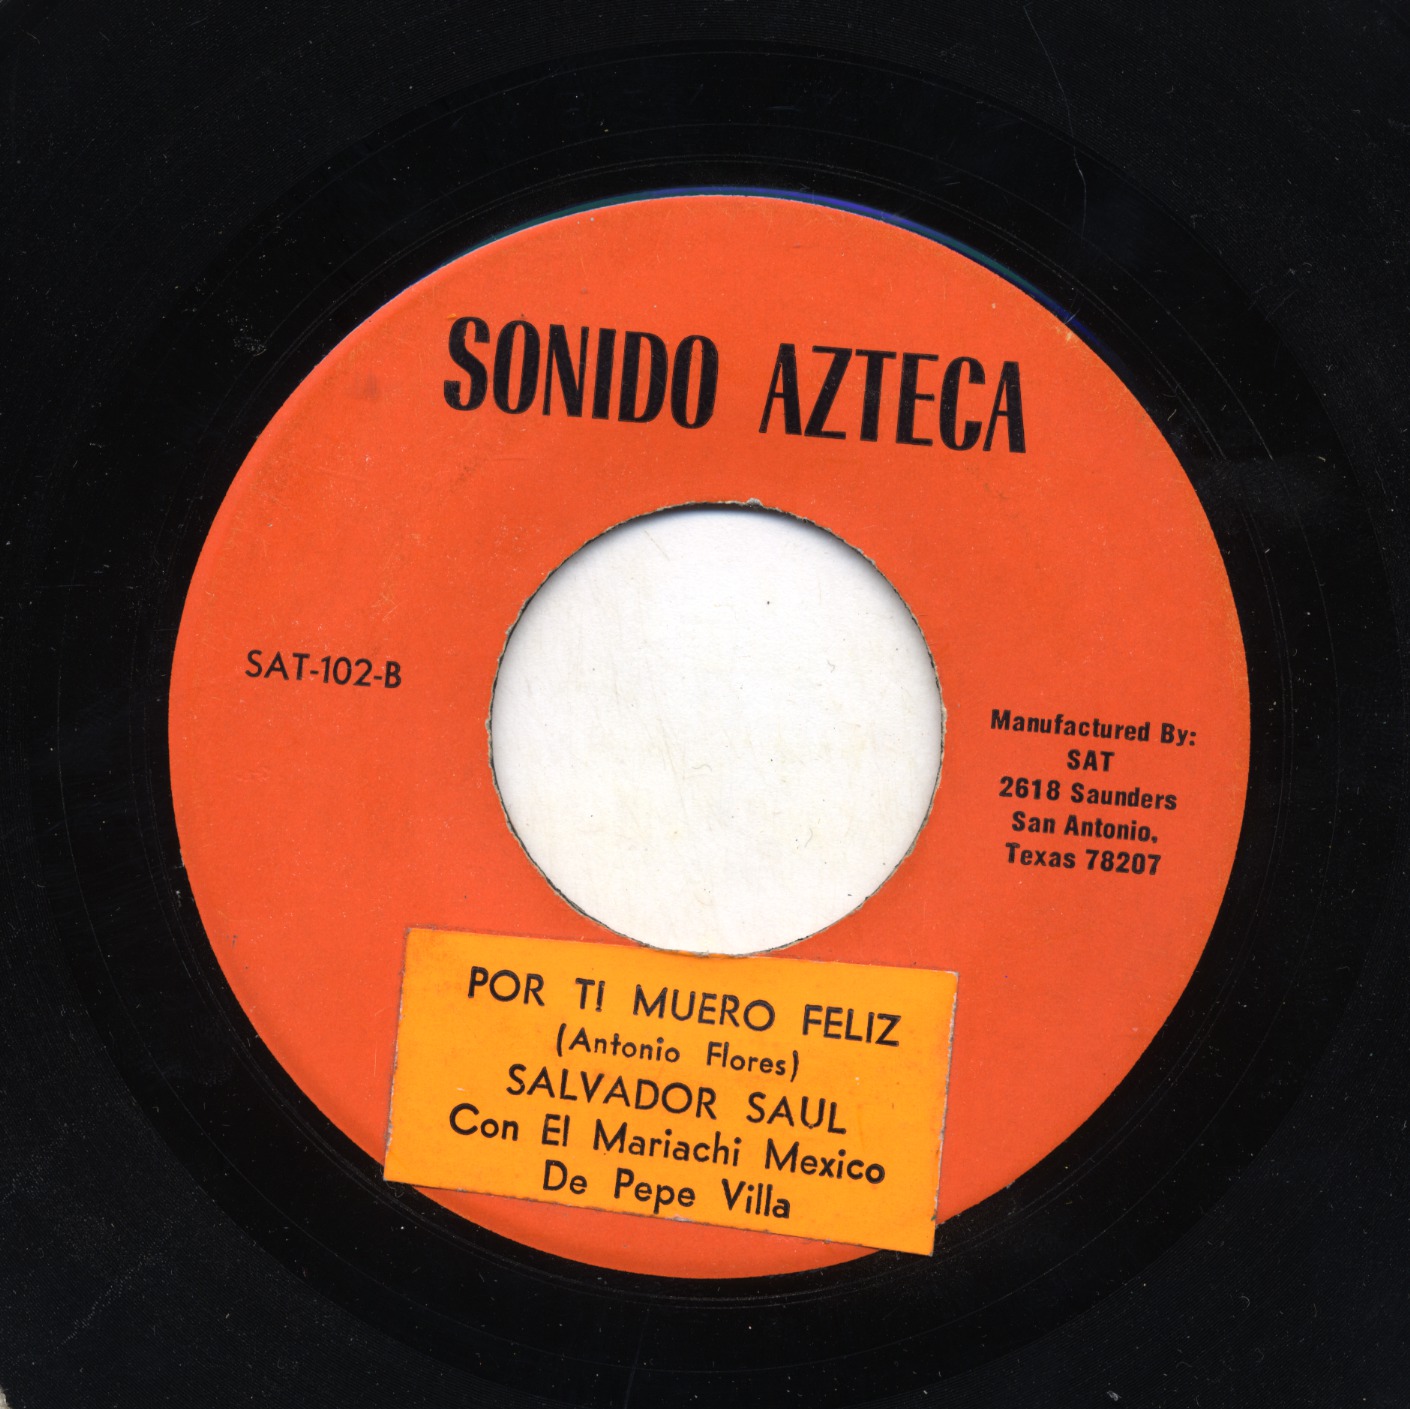 SONIDO AZTECA
SAT-102-B
Manufactured By:
SAT
2618 Saunders
San Antonio,
Texas 78207
POR TI MUERO FELIZ
(Antonio Flores)
SALVADOR SAUL
Con El Mariachi Mexico
De Pepe Villa